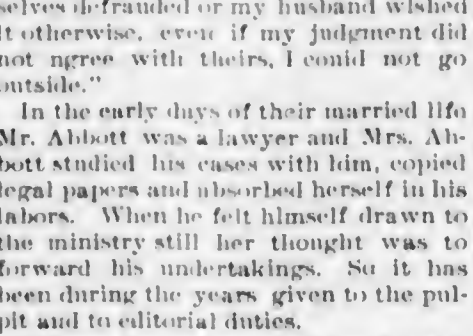 selves defrauded or my husband wished
it otherwise, even if my judgment did
not agree with theirs, I could not go
outside."
In the early days of their married life
Mr. Abbott was a lawyer and Mrs. Ab-
bott studied his cases with him, copied
legal papers and absorbed herself in his
labors. When he felt himself drawn to
the ministry still her thought was to
forward his undertakings. So it has
been during the years given to the pul-
pit and to editorial duties.